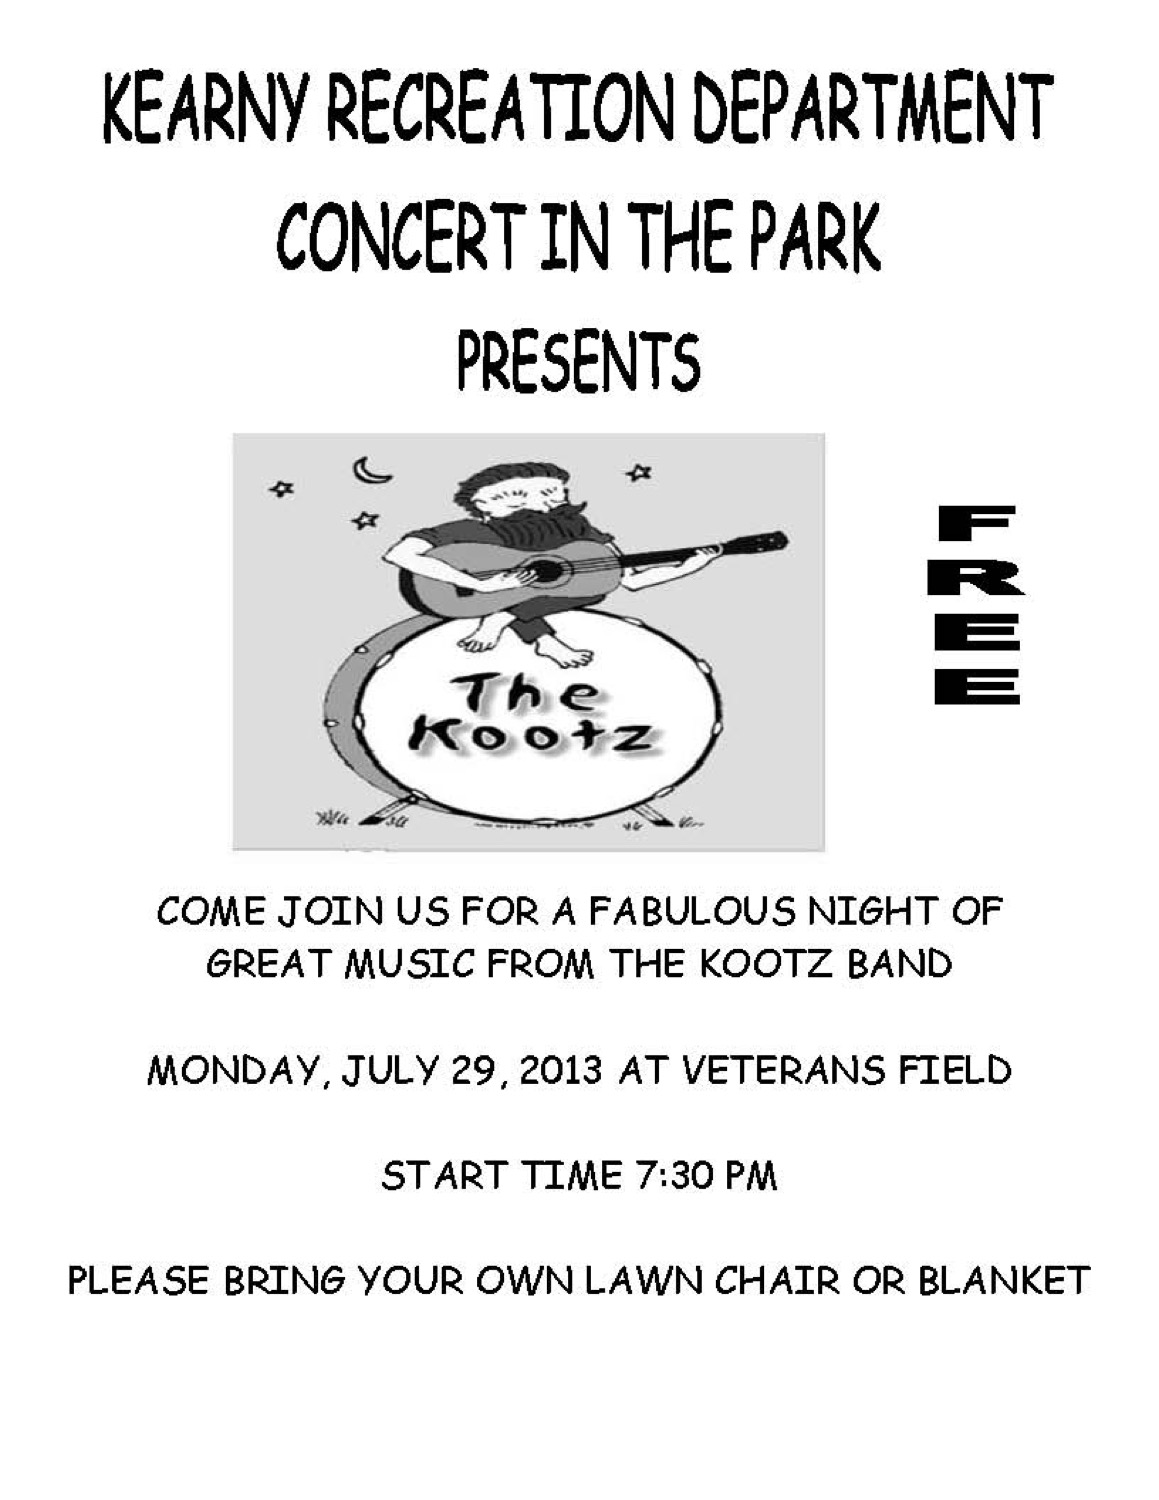 KEARNY RECREATION DEPARTMENT
CONCERT IN THE PARK
PRESENTS
The
Kootz
FREE
COME JOIN US FOR A FABULOUS NIGHT OF
GREAT MUSIC FROM THE KOOTZ BAND
MONDAY, JULY 29, 2013 AT VETERANS FIELD
START TIME 7:30 PM
PLEASE BRING YOUR OWN LAWN CHAIR OR BLANKET